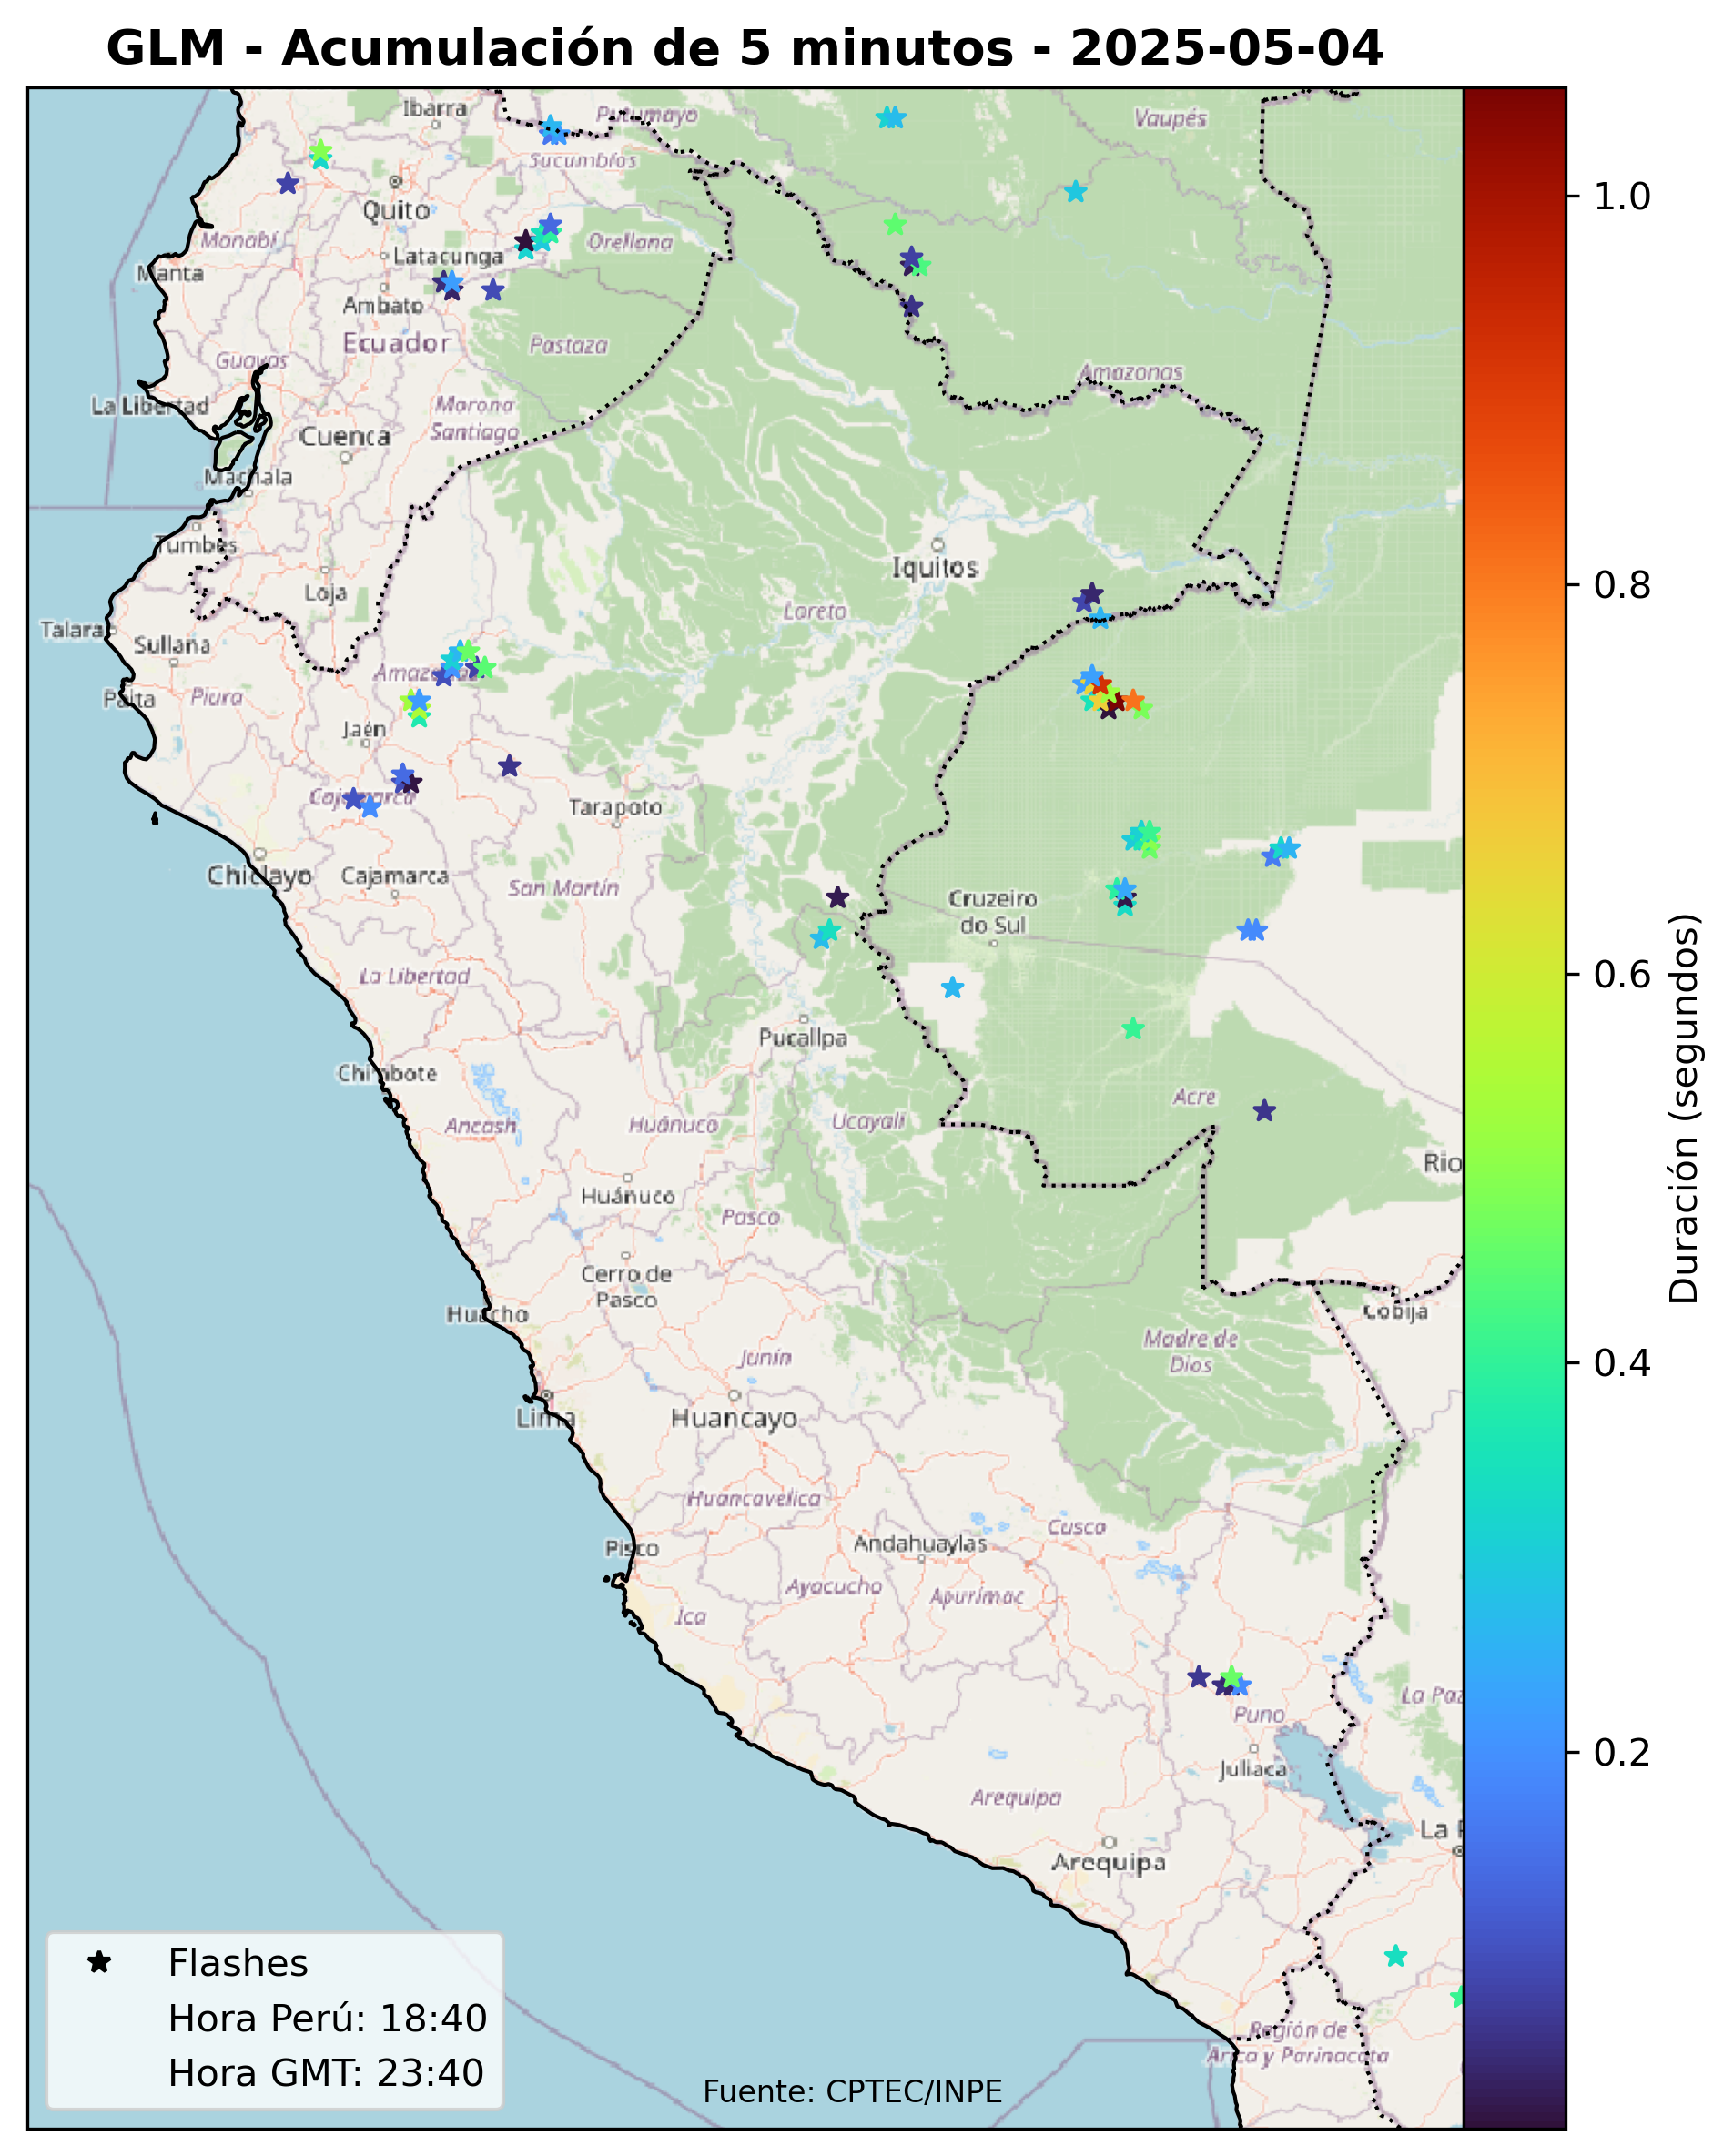 GLM - Acumulación de 5 minutos - 2025-05-04
Ibarra
Putumayo
Vaupés
Sucumbíos
Quito
Manabí
Orellana
Latacunga
Manta
Ambato
Ecuador
Pastaza
Guayas
Amazonas
La Libertad
Morona
Santiago
Cuenca
Machala
Tumbes
Iquitos
Loja
Loreto
Talara
Sullana
Amazonas
Paita
Piura
Jaén
Cajamarca
Tarapoto
Chiclayo
Cajamarca
San Martín
Cruzeiro
do Sul
La Libertad
Pucallpa
Chimbote
Acre
Ancash
Huánuco
Ucayali
Rio
Huánuco
Pasco
Cerro de
Pasco
Huacho
Cobija
Madre de
Dios
Junín
Lima
Huancayo
Huancavelica
Cusco
Pisco
Andahuaylas
Ayacucho
Apurímac
Ica
La Paz
Puno
Juliaca
Arequipa
La P
Arequipa
Región de
Arica y Parinacota
Flashes
Hora Perú: 18:40
Hora GMT: 23:40
Fuente: CPTEC/INPE
1.0
0.8
0.6
0.4
0.2
Duración (segundos)